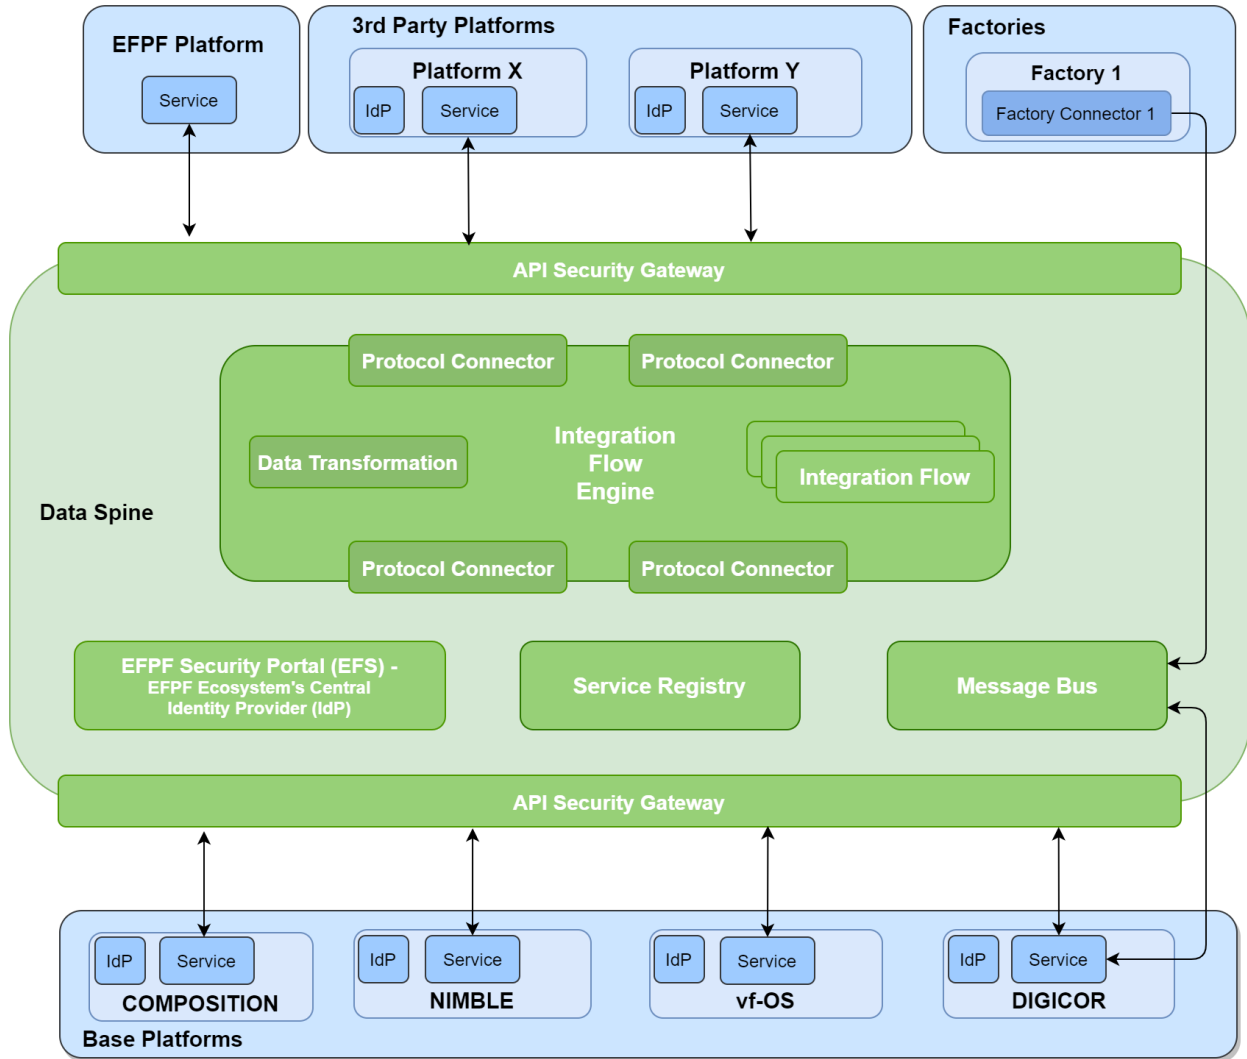 EFPF Platform
Service
3rd Party Platforms
Platform X
IdP
Service
Platform Y
IdP
Service
Factories
Factory 1
Factory Connector 1
API Security Gateway
Protocol Connector
Protocol Connector
Data Transformation
Integration
Flow
Engine
Integration Flow
Data Spine
Protocol Connector
Protocol Connector
EFPF Security Portal (EFS) -
EFPF Ecosystem's Central
Identity Provider (IdP)
Service Registry
Message Bus
API Security Gateway
IdP
Service
COMPOSITION
IdP
Service
NIMBLE
IdP
Service
vf-OS
IdP
Service
DIGICOR
Base Platforms